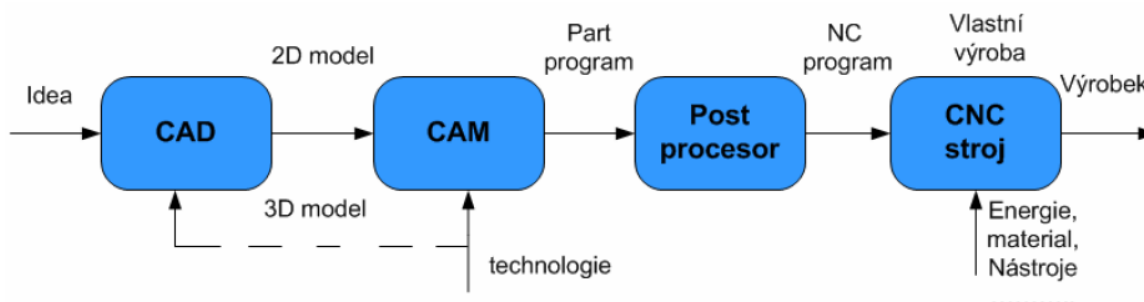 Idea
CAD
2D model
3D model
CAM
technologie
Part
program
Post
procesor
NC
program
Vlastní
výroba
CNC
stroj
Energie,
material,
Nástroje
Výrobek